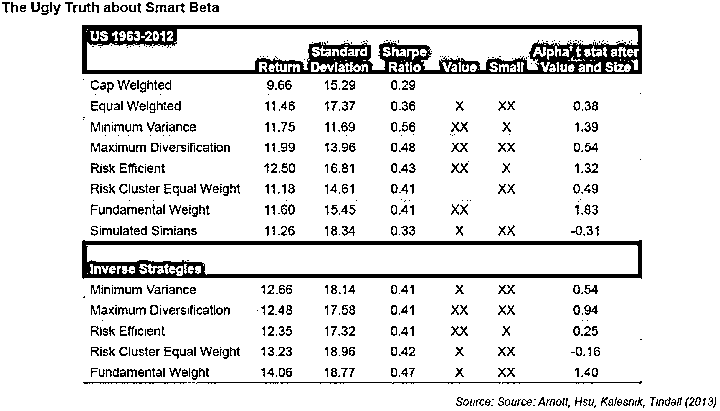 The Ugly Truth about Smart Beta
US 1963-2012
Return Standard Deviation Sharpe Ratio Value Small Alpha' t stat after Value and Size
Cap Weighted 9.66 15.29 0.29
Equal Weighted 11.46 17.37 0.36 X XX 0.38
Minimum Variance 11.75 11.69 0.56 XX X 1.39
Maximum Diversification 11.99 13.96 0.48 XX XX 0.54
Risk Efficient 12.50 16.81 0.43 XX X 1.32
Risk Cluster Equal Weight 11.18 14.61 0.41 XX 0.49
Fundamental Weight 11.60 15.45 0.41 XX 1.83
Simulated Simians 11.26 18.34 0.33 X XX -0.31
Inverse Strategies
Minimum Variance 12.66 18.14 0.41 X XX 0.54
Maximum Diversification 12.48 17.58 0.41 XX XX 0.94
Risk Efficient 12.35 17.32 0.41 XX X 0.25
Risk Cluster Equal Weight 13.23 18.96 0.42 X XX -0.16
Fundamental Weight 14.06 18.77 0.47 X XX 1.40
Source: Source: Arnott, Hsu, Kalesnik, Tindall (2013)